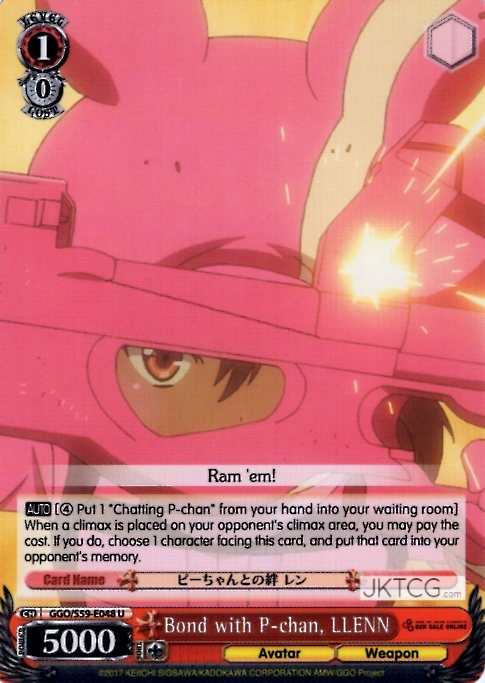 LEVEL
1
0
COST
Ram 'em!
AUTO [④ Put 1 "Chatting P-chan" from your hand into your waiting room]
When a climax is placed on your opponent's climax area, you may pay the
cost. If you do, choose 1 character facing this card, and put that card into your
opponent's memory.
Card Name ピーちゃんとの絆 レン
JKTCG.com
GGO/S59-E048 U
5000 Bond with P-chan, LLENN
GUN GALE ONLINE
Avatar Weapon
©2017 KEIICHI SIGSAWA/KADOKAWA CORPORATION AMW/GGO Project